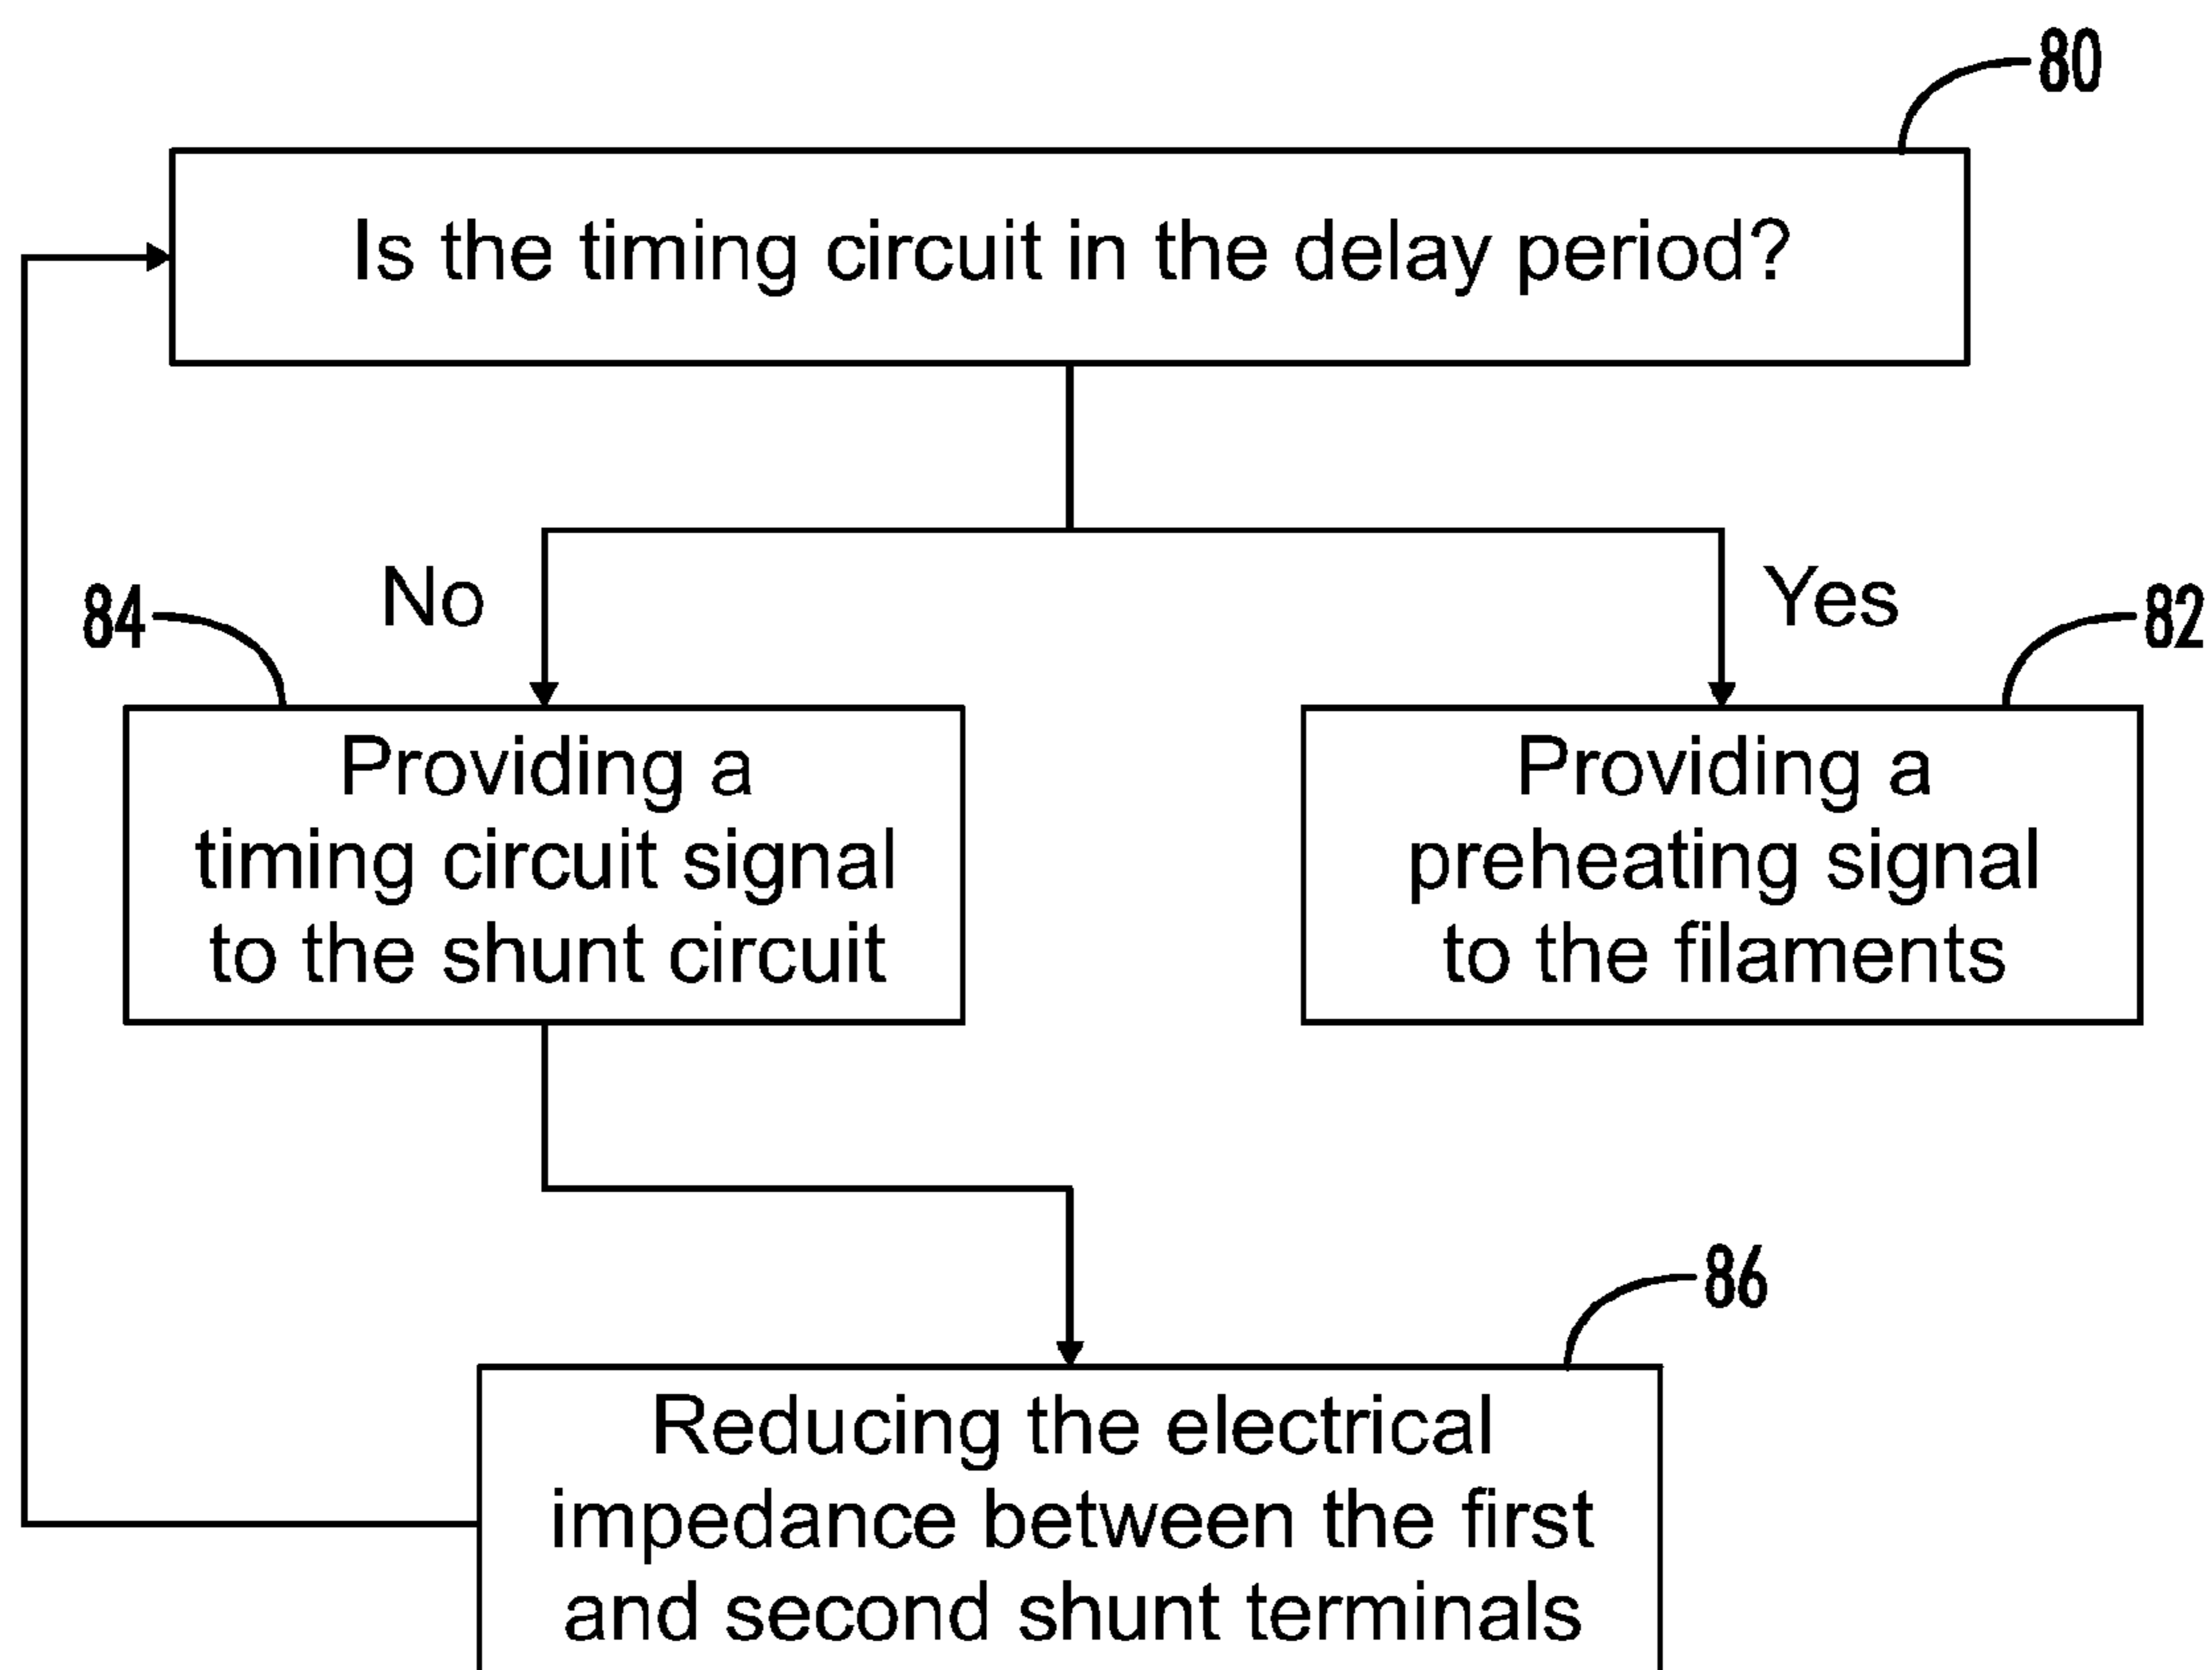 80
Is the timing circuit in the delay period?
No
Yes
84
82
Providing a
timing circuit signal
to the shunt circuit
Providing a
preheating signal
to the filaments
86
Reducing the electrical
impedance between the first
and second shunt terminals